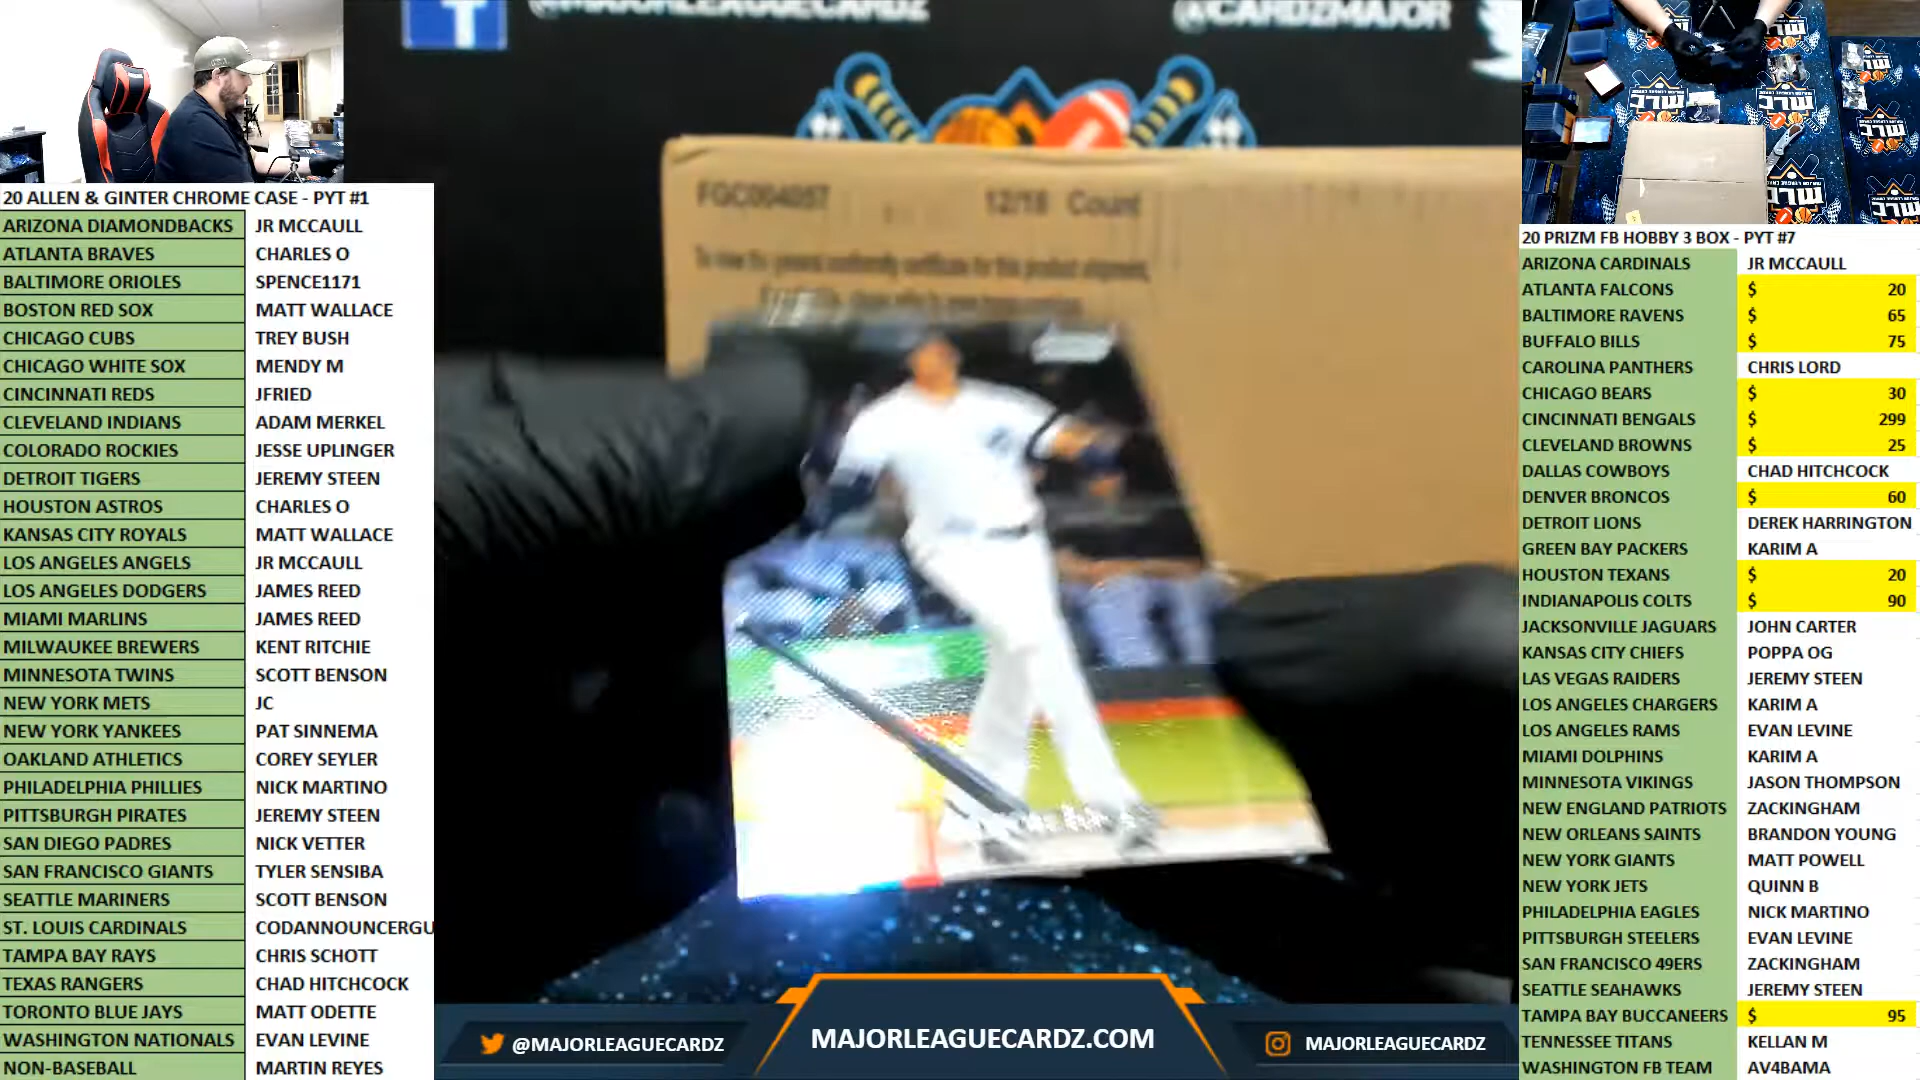 @MAJORLEAGUECARDZ
@CARDZMAJOR
FGC004057 12/18 Count
20 ALLEN & GINTER CHROME CASE - PYT #1
ARIZONA DIAMONDBACKS JR MCCAULL
ATLANTA BRAVES CHARLES O
BALTIMORE ORIOLES SPENCE1171
BOSTON RED SOX MATT WALLACE
CHICAGO CUBS TREY BUSH
CHICAGO WHITE SOX MENDY M
CINCINNATI REDS JFRIED
CLEVELAND INDIANS ADAM MERKEL
COLORADO ROCKIES JESSE UPLINGER
DETROIT TIGERS JEREMY STEEN
HOUSTON ASTROS CHARLES O
KANSAS CITY ROYALS MATT WALLACE
LOS ANGELES ANGELS JR MCCAULL
LOS ANGELES DODGERS JAMES REED
MIAMI MARLINS JAMES REED
MILWAUKEE BREWERS KENT RITCHIE
MINNESOTA TWINS SCOTT BENSON
NEW YORK METS JC
NEW YORK YANKEES PAT SINNEMA
OAKLAND ATHLETICS COREY SEYLER
PHILADELPHIA PHILLIES NICK MARTINO
PITTSBURGH PIRATES JEREMY STEEN
SAN DIEGO PADRES NICK VETTER
SAN FRANCISCO GIANTS TYLER SENSIBA
SEATTLE MARINERS SCOTT BENSON
ST. LOUIS CARDINALS CODANNOUNCERGU
TAMPA BAY RAYS CHRIS SCHOTT
TEXAS RANGERS CHAD HITCHCOCK
TORONTO BLUE JAYS MATT ODETTE
WASHINGTON NATIONALS EVAN LEVINE
NON-BASEBALL MARTIN REYES
20 PRIZM FB HOBBY 3 BOX - PYT #7
ARIZONA CARDINALS JR MCCAULL
ATLANTA FALCONS $ 20
BALTIMORE RAVENS $ 65
BUFFALO BILLS $ 75
CAROLINA PANTHERS CHRIS LORD
CHICAGO BEARS $ 30
CINCINNATI BENGALS $ 299
CLEVELAND BROWNS $ 25
DALLAS COWBOYS CHAD HITCHCOCK
DENVER BRONCOS $ 60
DETROIT LIONS DEREK HARRINGTON
GREEN BAY PACKERS KARIM A
HOUSTON TEXANS $ 20
INDIANAPOLIS COLTS $ 90
JACKSONVILLE JAGUARS JOHN CARTER
KANSAS CITY CHIEFS POPPA OG
LAS VEGAS RAIDERS JEREMY STEEN
LOS ANGELES CHARGERS KARIM A
LOS ANGELES RAMS EVAN LEVINE
MIAMI DOLPHINS KARIM A
MINNESOTA VIKINGS JASON THOMPSON
NEW ENGLAND PATRIOTS ZACKINGHAM
NEW ORLEANS SAINTS BRANDON YOUNG
NEW YORK GIANTS MATT POWELL
NEW YORK JETS QUINN B
PHILADELPHIA EAGLES NICK MARTINO
PITTSBURGH STEELERS EVAN LEVINE
SAN FRANCISCO 49ERS ZACKINGHAM
SEATTLE SEAHAWKS JEREMY STEEN
TAMPA BAY BUCCANEERS $ 95
TENNESSEE TITANS KELLAN M
WASHINGTON FB TEAM AV4BAMA
@MAJORLEAGUECARDZ
MAJORLEAGUECARDZ.COM
MAJORLEAGUECARDZ